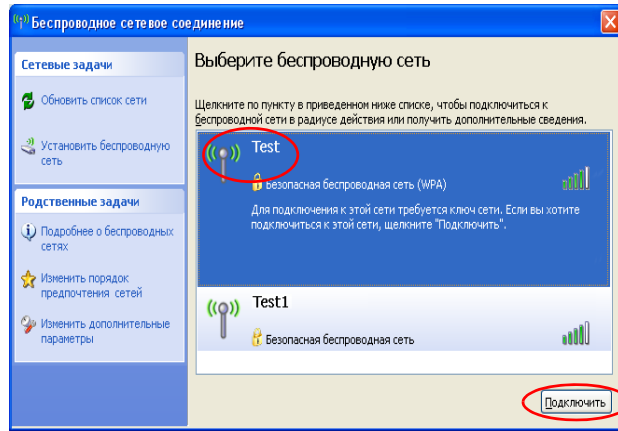 Беспроводное сетевое соединение
Сетевые задачи
Обновить список сети
Установить беспроводную
сеть
Родственные задачи
Подробнее о беспроводных
сетях
Изменить порядок
предпочтения сетей
Изменить дополнительные
параметры
Выберите беспроводную сеть
Щелкните по пункту в приведенном ниже списке, чтобы подключиться к
беспроводной сети в радиусе действия или получить дополнительные сведения.
Test
Безопасная беспроводная сеть (WPA)
Для подключения к этой сети требуется ключ сети. Если вы хотите
подключиться к этой сети, щелкните "Подключить".
Test1
Безопасная беспроводная сеть
Подключить